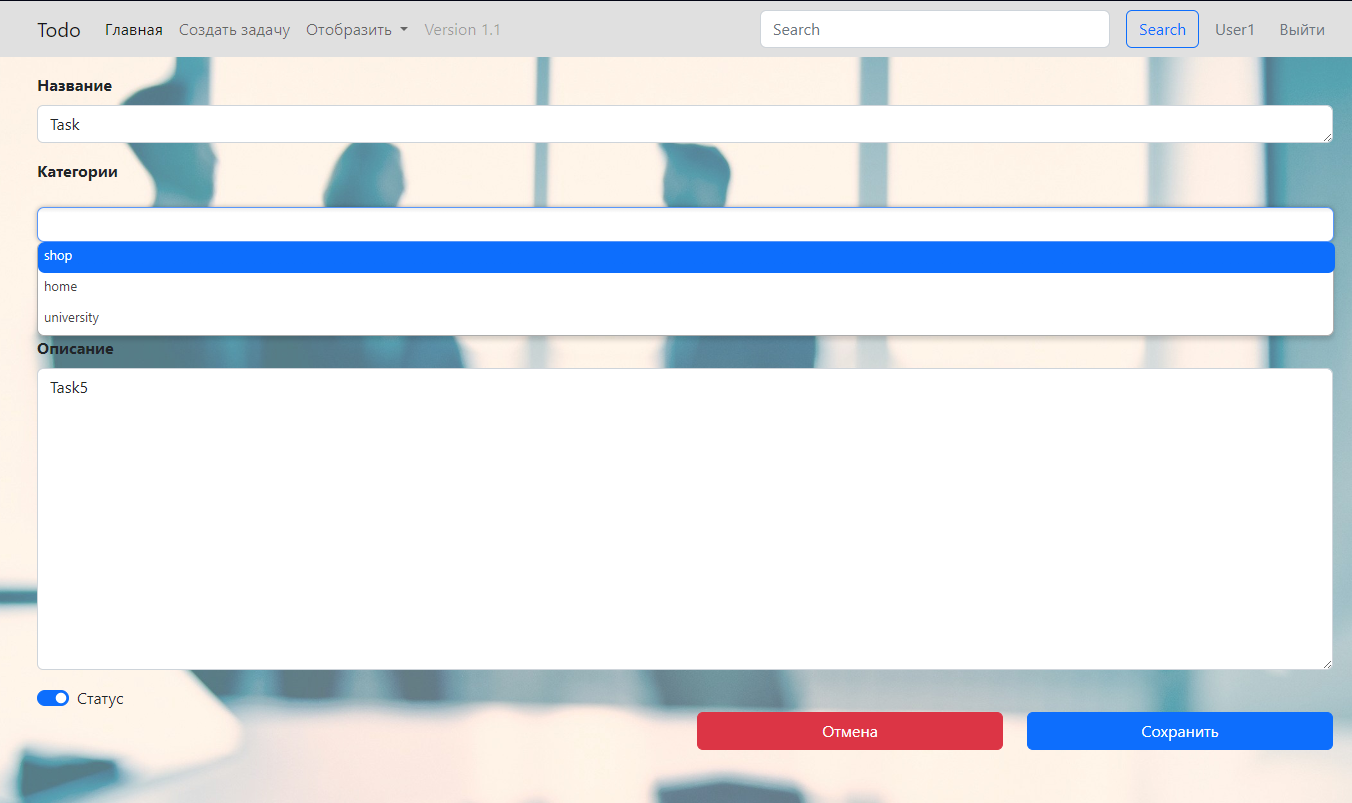 Todo Главная Создать задачу Отобразить Version 1.1 Search Search User1 Выйти
Название
Task
Категории
shop
home
university
Описание
Task5
Статус
Отмена Сохранить